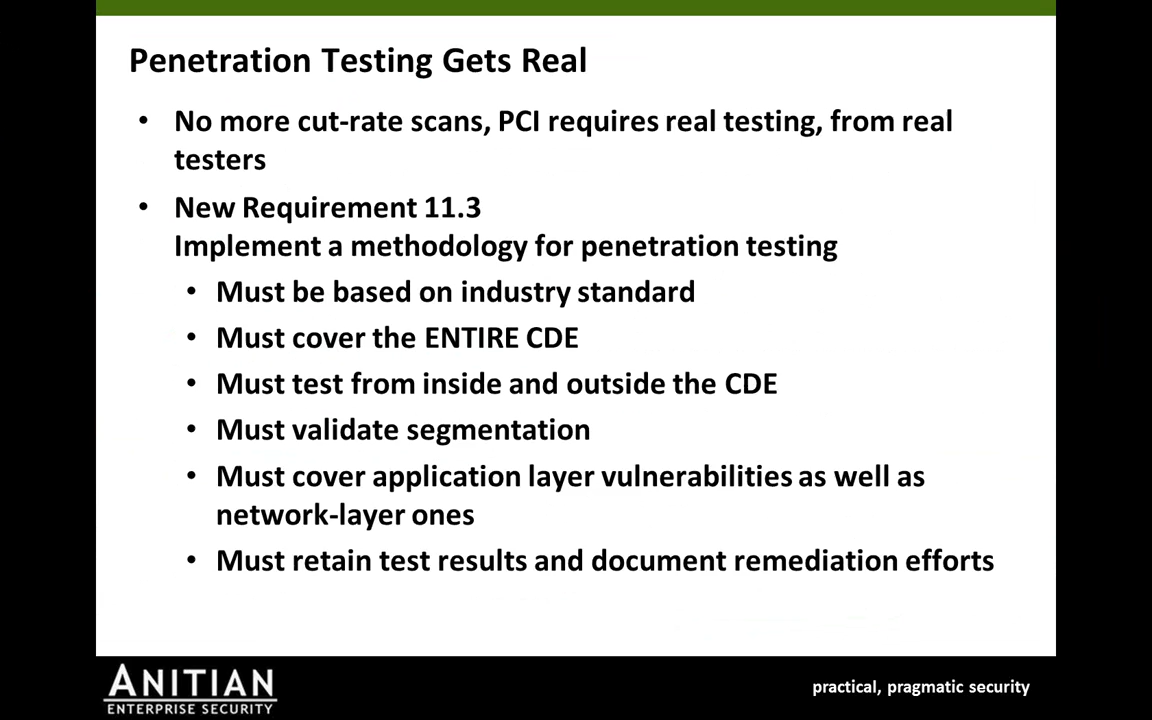 Penetration Testing Gets Real
• No more cut-rate scans, PCI requires real testing, from real
testers
• New Requirement 11.3
Implement a methodology for penetration testing
• Must be based on industry standard
• Must cover the ENTIRE CDE
• Must test from inside and outside the CDE
• Must validate segmentation
• Must cover application layer vulnerabilities as well as
network-layer ones
• Must retain test results and document remediation efforts
ANITIAN
ENTERPRISE SECURITY
practical, pragmatic security